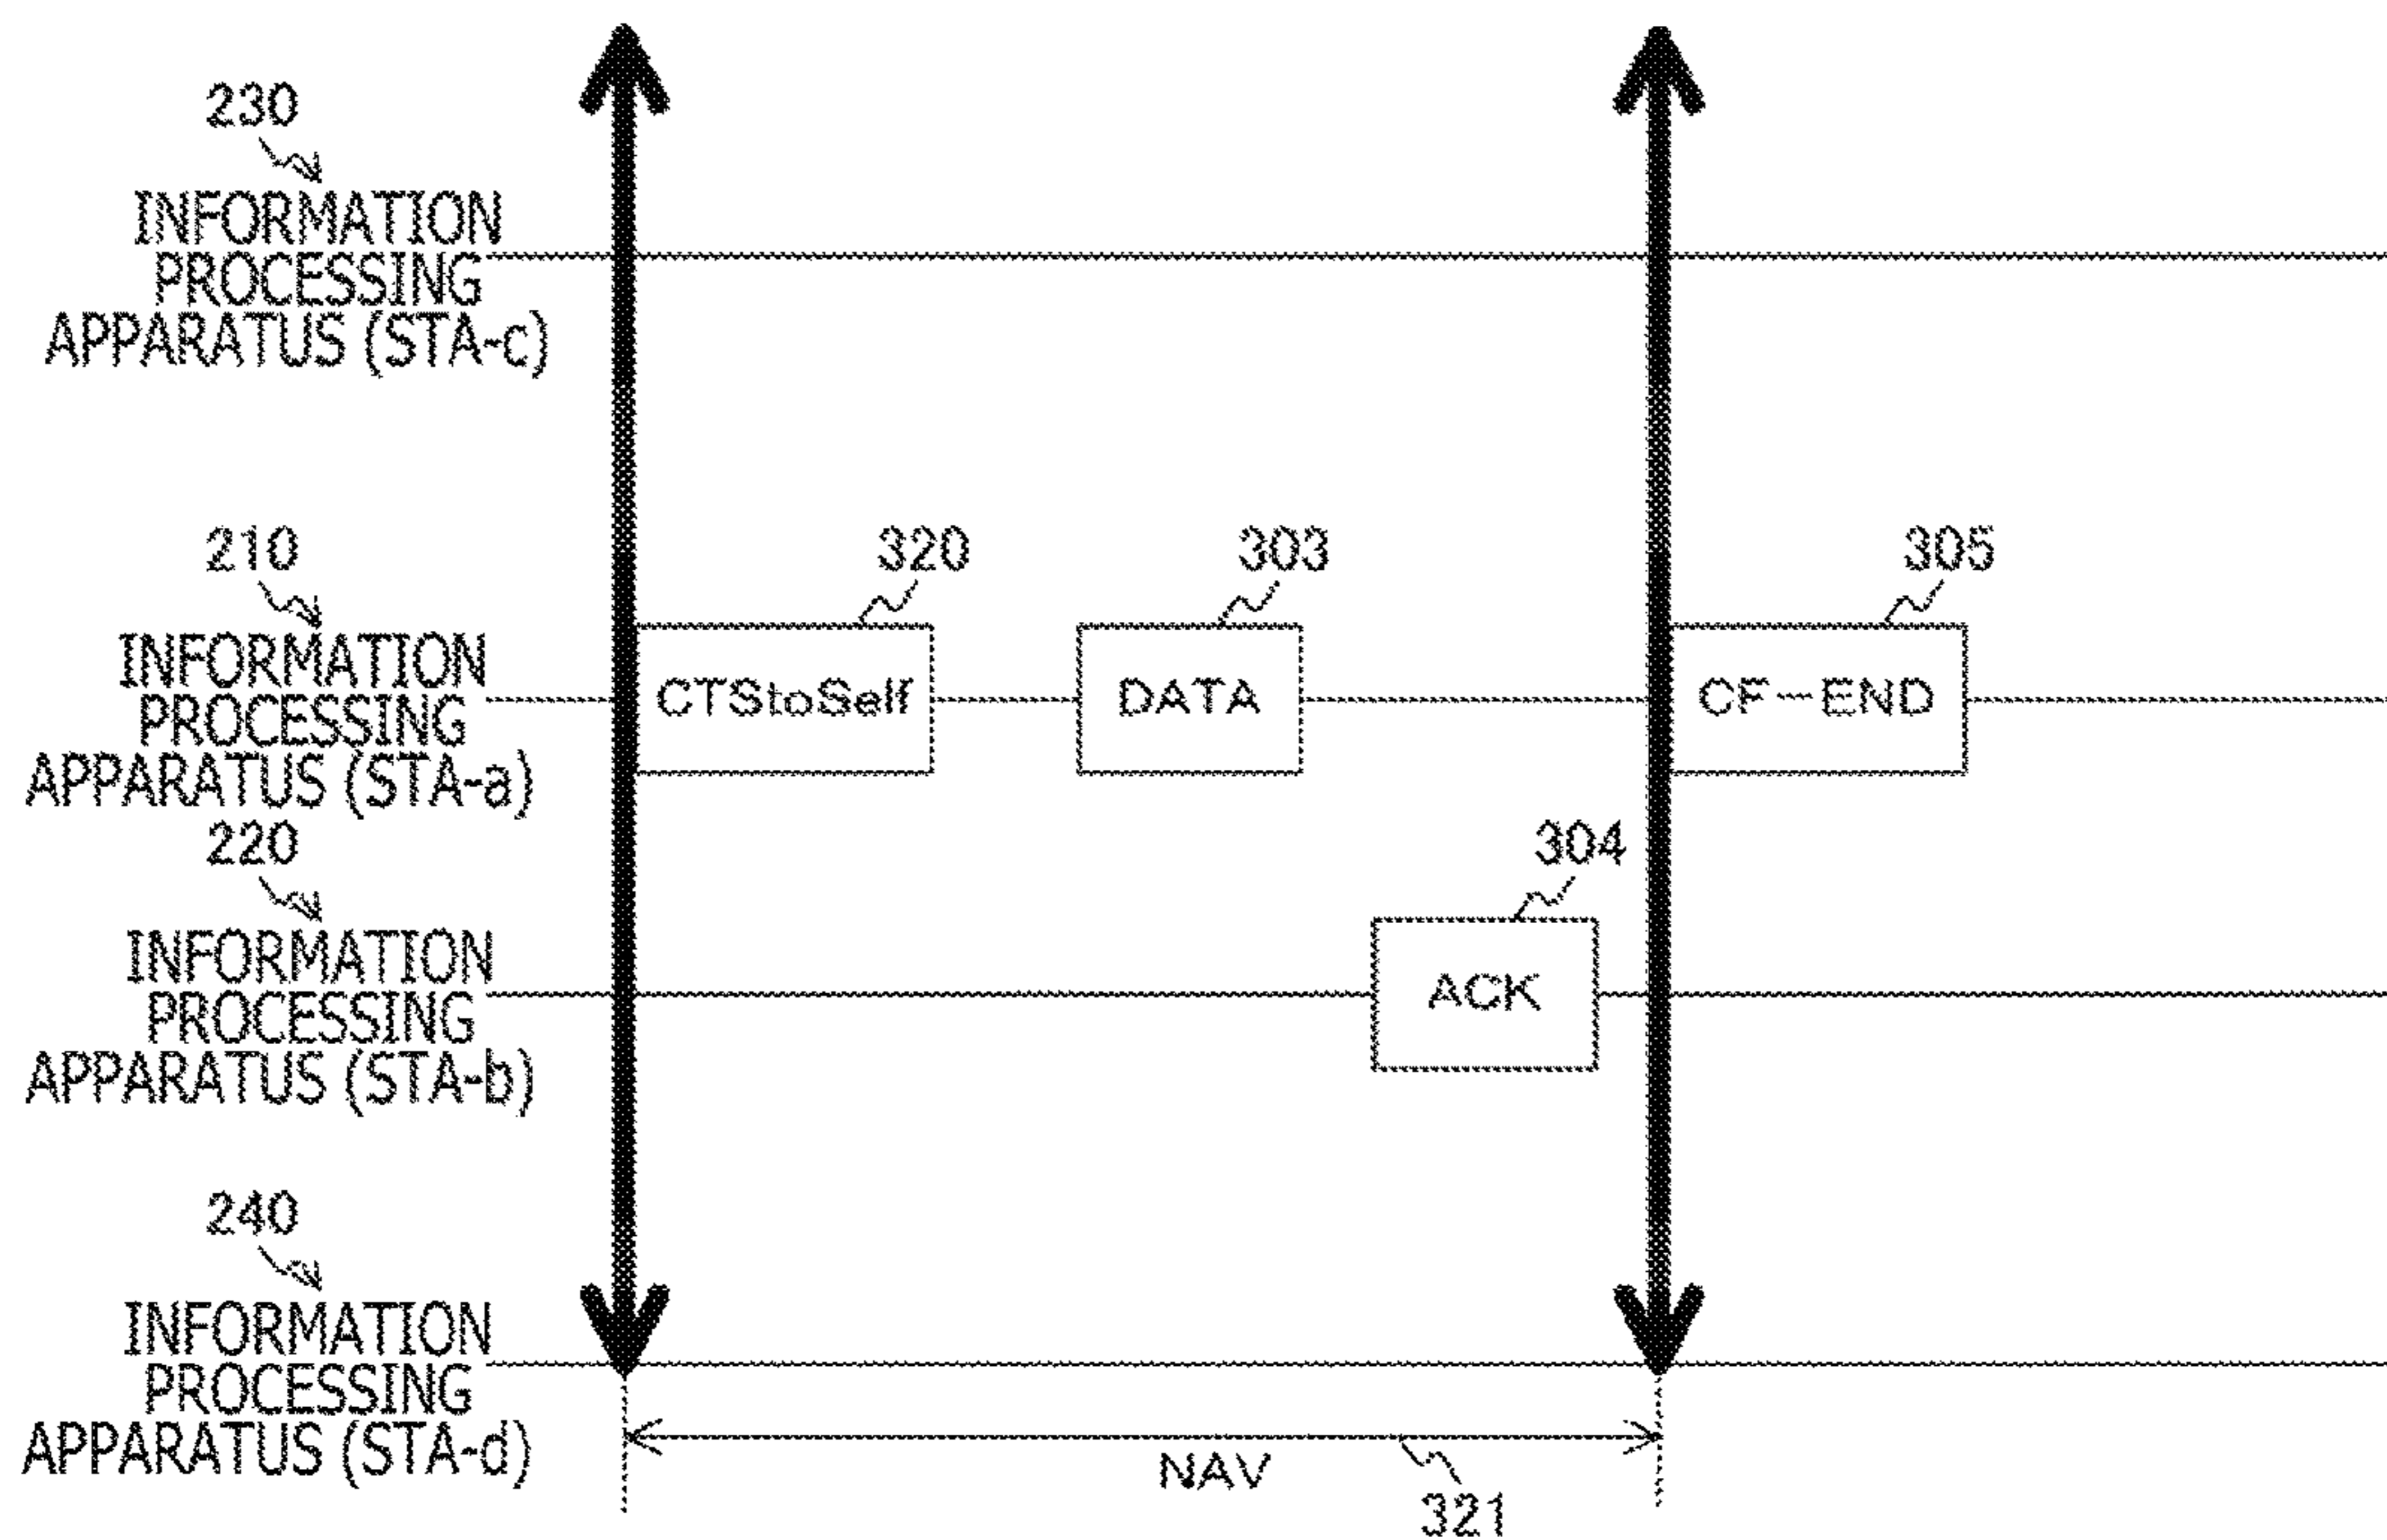 230
INFORMATION
PROCESSING
APPARATUS (STA-c)
210
320
303
305
INFORMATION
PROCESSING
APPARATUS (STA-a)
CTStoSelf
DATA
CF-END
220
304
INFORMATION
PROCESSING
APPARATUS (STA-b)
ACK
240
INFORMATION
PROCESSING
APPARATUS (STA-d)
NAV
321